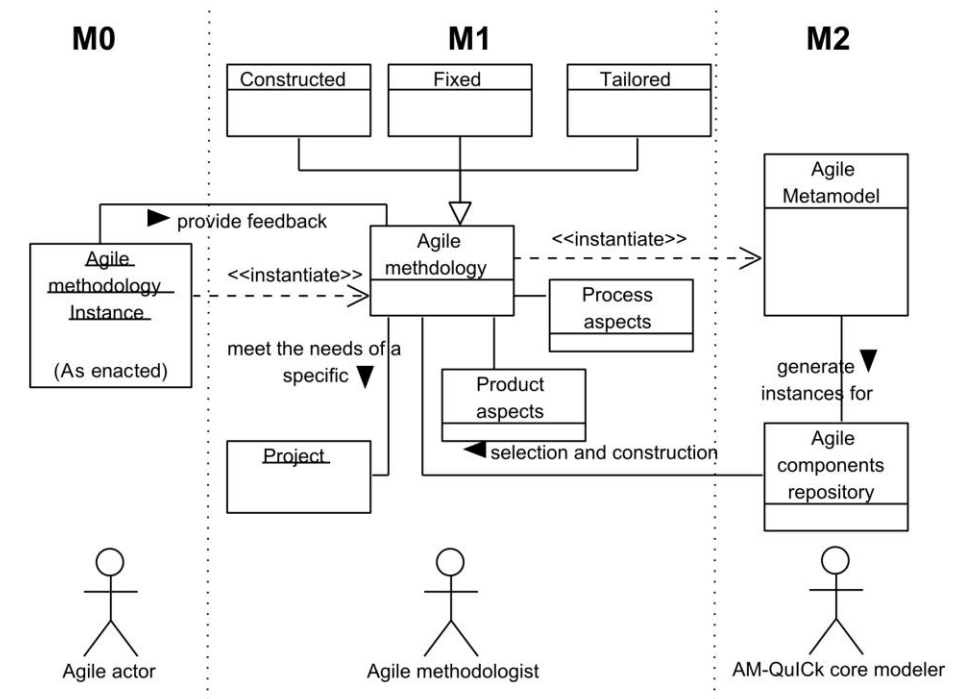 M0
M1
M2
Constructed
Fixed
Tailored
Agile
Metamodel
provide feedback
Agile
methdology
<<instantiate>>
Agile
methodology
Instance
(As enacted)
<<instantiate>>
Process
aspects
meet the needs of a
specific
Product
aspects
generate
instances for
Project
selection and construction
Agile
components
repository
Agile actor
Agile methodologist
AM-QuICk core modeler